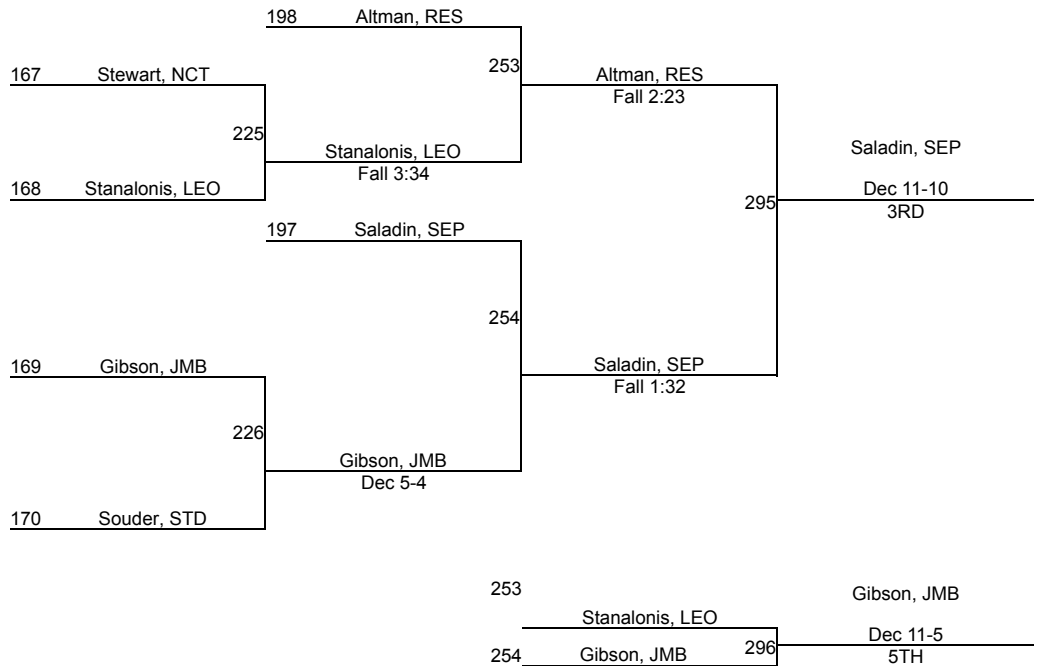 198 Altman, RES
167 Stewart, NCT
253
Altman, RES
Fall 2:23
225
Stanalonis, LEO
Fall 3:34
Saladin, SEP
168 Stanalonis, LEO
295
Dec 11-10
3RD
197 Saladin, SEP
254
169 Gibson, JMB
Saladin, SEP
Fall 1:32
226
Gibson, JMB
Dec 5-4
170 Souder, STD
253
Gibson, JMB
Stanalonis, LEO
296
Dec 11-5
254 Gibson, JMB
5TH